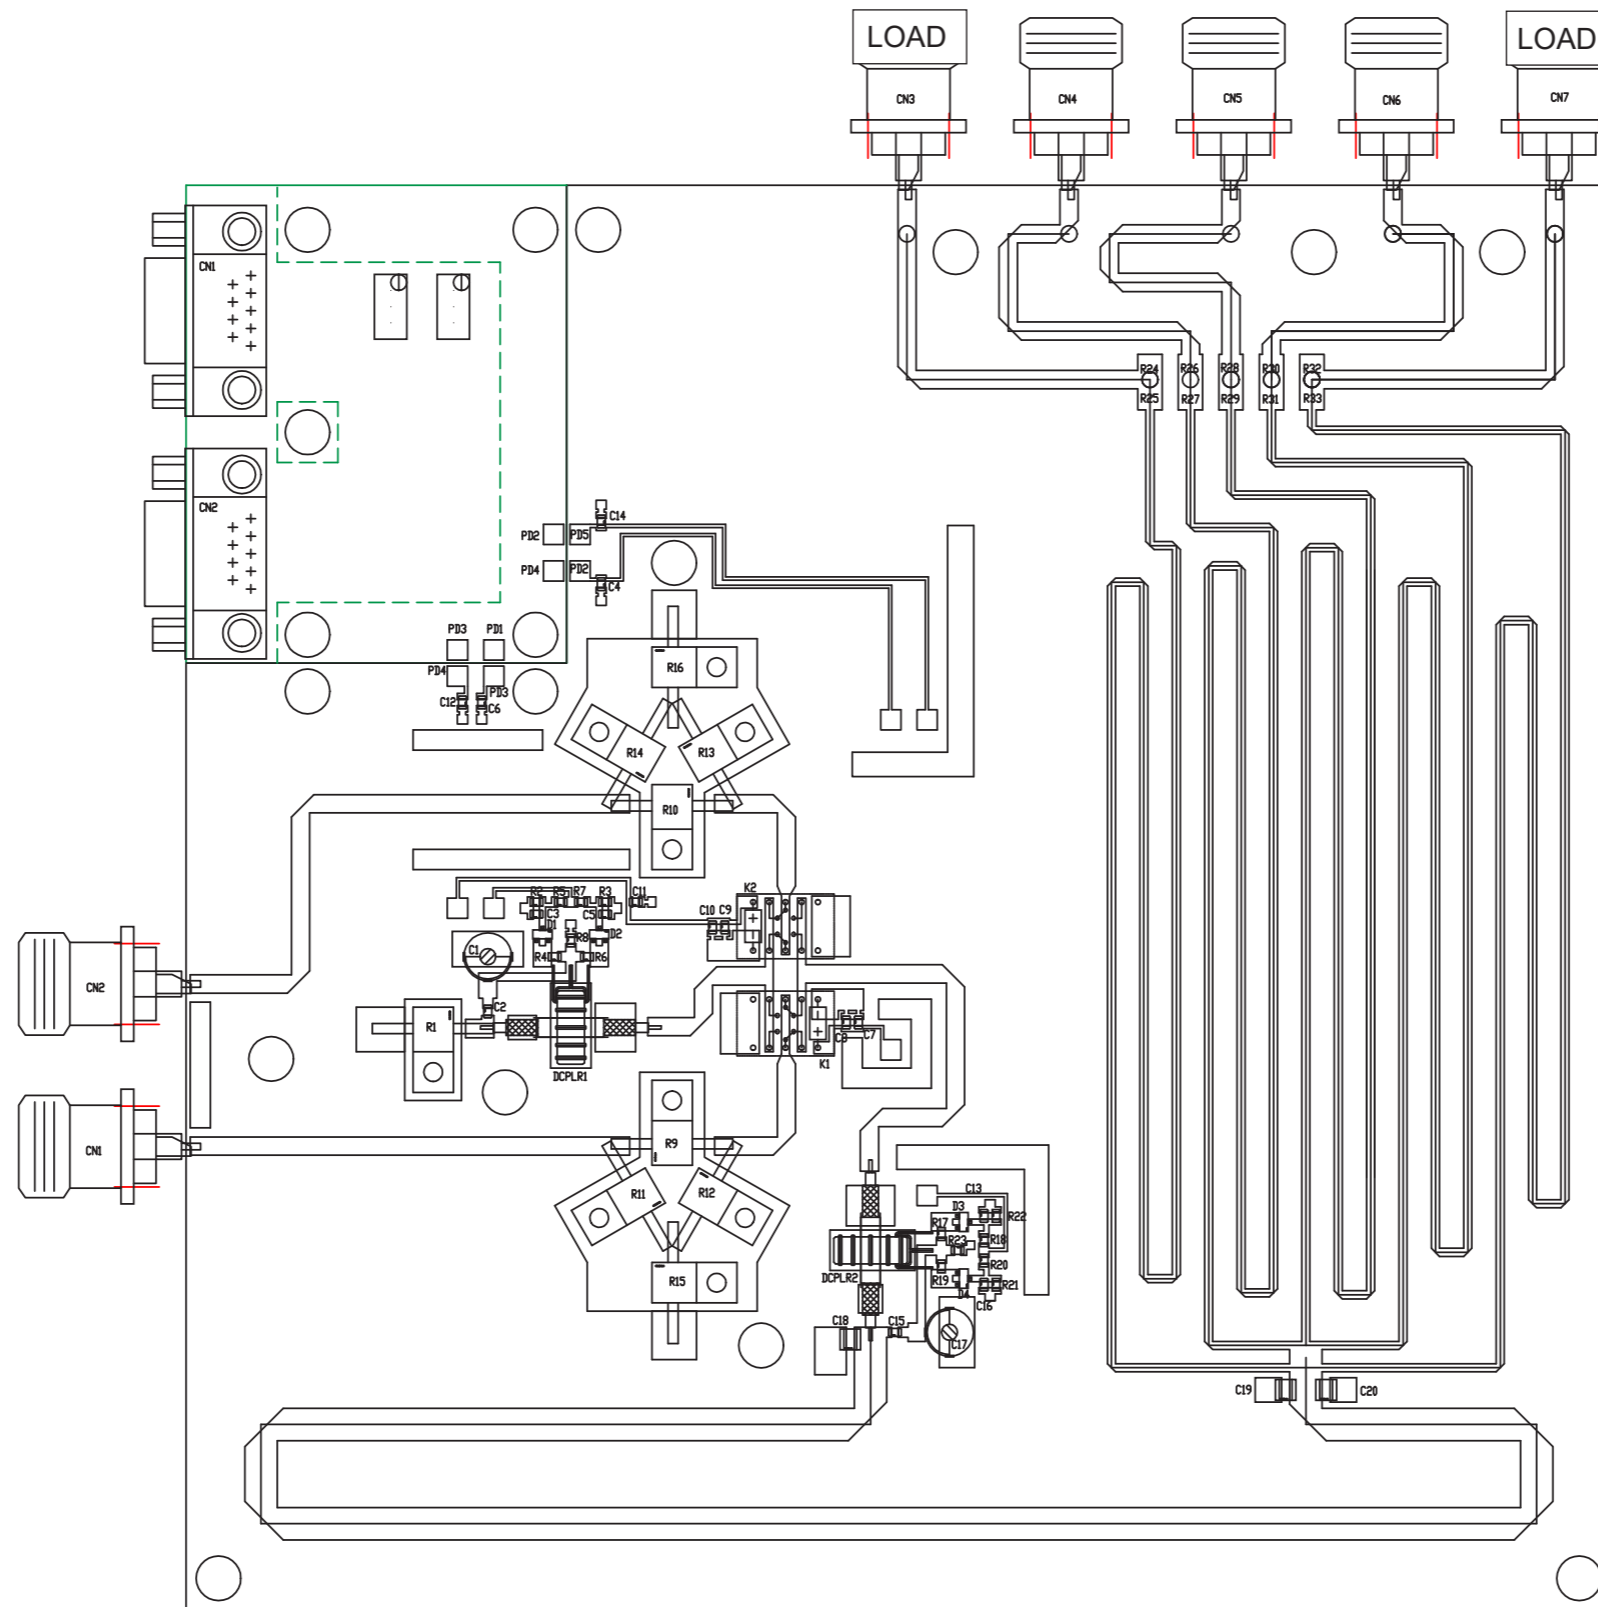 LOAD
LOAD
CN3
CN4
CN5
CN6
CN7
CN1
R24
R26
R28
R30
R32
R25
R27
R29
R31
R33
CN2
C14
PD2
PD5
PD4
PD2
C4
PD3
PD1
PD4
PD3
C12
C6
R16
R14
R13
R10
K2
R2
R5
R7
R3
C11
C3
C5
C10
C9
D1
D2
R8
C1
R4
R6
CN2
C2
R1
C8
C7
K1
DCPLR1
CN1
R9
R11
R12
C13
D3
R22
R17
R23
R18
R20
R19
R21
D4
C16
DCPLR2
R15
C18
C15
C17
C19
C20